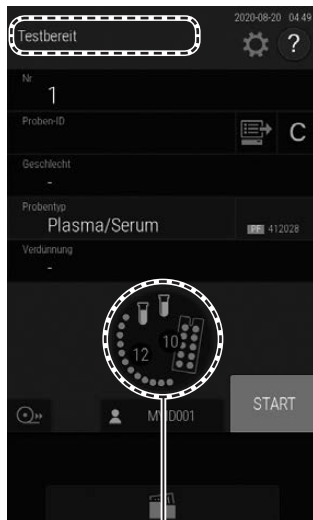 2020-08-20 04:49
Testbereit
?
Nr
1
Proben-ID
C
Geschlecht
-
Probentyp
Plasma/Serum
PF 412028
Verdünnung
-
10
12
START